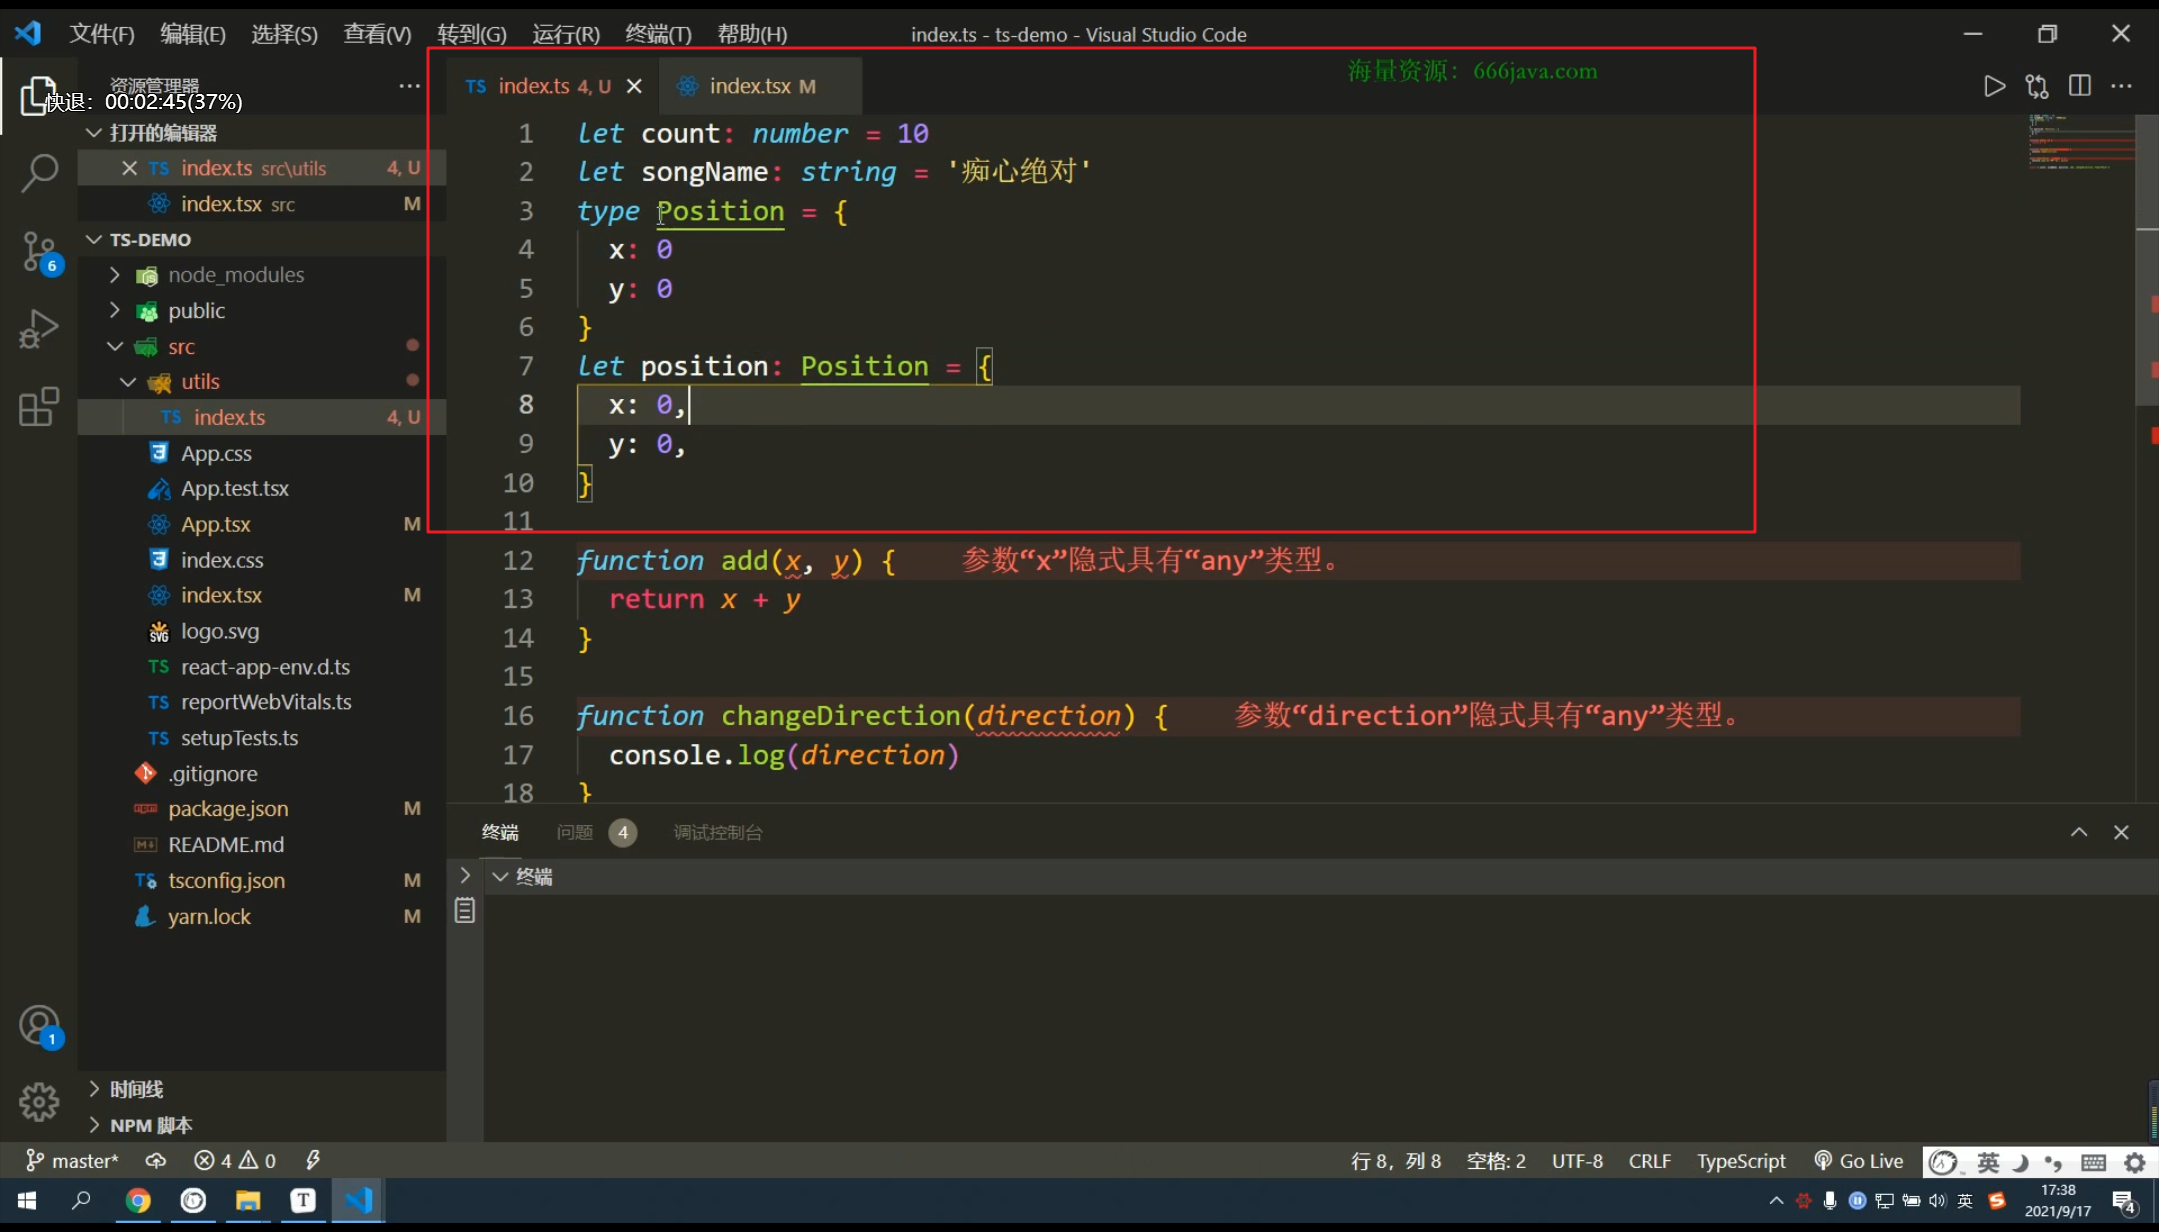 文件(F) 编辑(E) 选择(S) 查看(V) 转到(G) 运行(R) 终端(T) 帮助(H) index.ts - ts-demo - Visual Studio Code
资源管理器 ···
快退：00:02:45(37%)
TS index.ts 4, U index.tsx M
海量资源：666java.com
打开的编辑器
TS index.ts src\utils 4, U
index.tsx src M
TS-DEMO
node_modules
public
src
utils
TS index.ts 4, U
App.css
App.test.tsx
App.tsx M
index.css
index.tsx M
logo.svg
TS react-app-env.d.ts
TS reportWebVitals.ts
TS setupTests.ts
.gitignore
package.json M
README.md
tsconfig.json M
yarn.lock M
时间线
NPM 脚本
6
1
1 let count: number = 10
2 let songName: string = '痴心绝对'
3 type Position = {
4 x: 0
5 y: 0
6 }
7 let position: Position = {
8 x: 0,
9 y: 0,
10 }
11
12 function add(x, y) { 参数“x”隐式具有“any”类型。
13 return x + y
14 }
15
16 function changeDirection(direction) { 参数“direction”隐式具有“any”类型。
17 console.log(direction)
18 }
终端 问题 4 调试控制台
终端
master* 4 0 行 8，列 8 空格: 2 UTF-8 CRLF TypeScript Go Live 英
英 17:38
2021/9/17 4